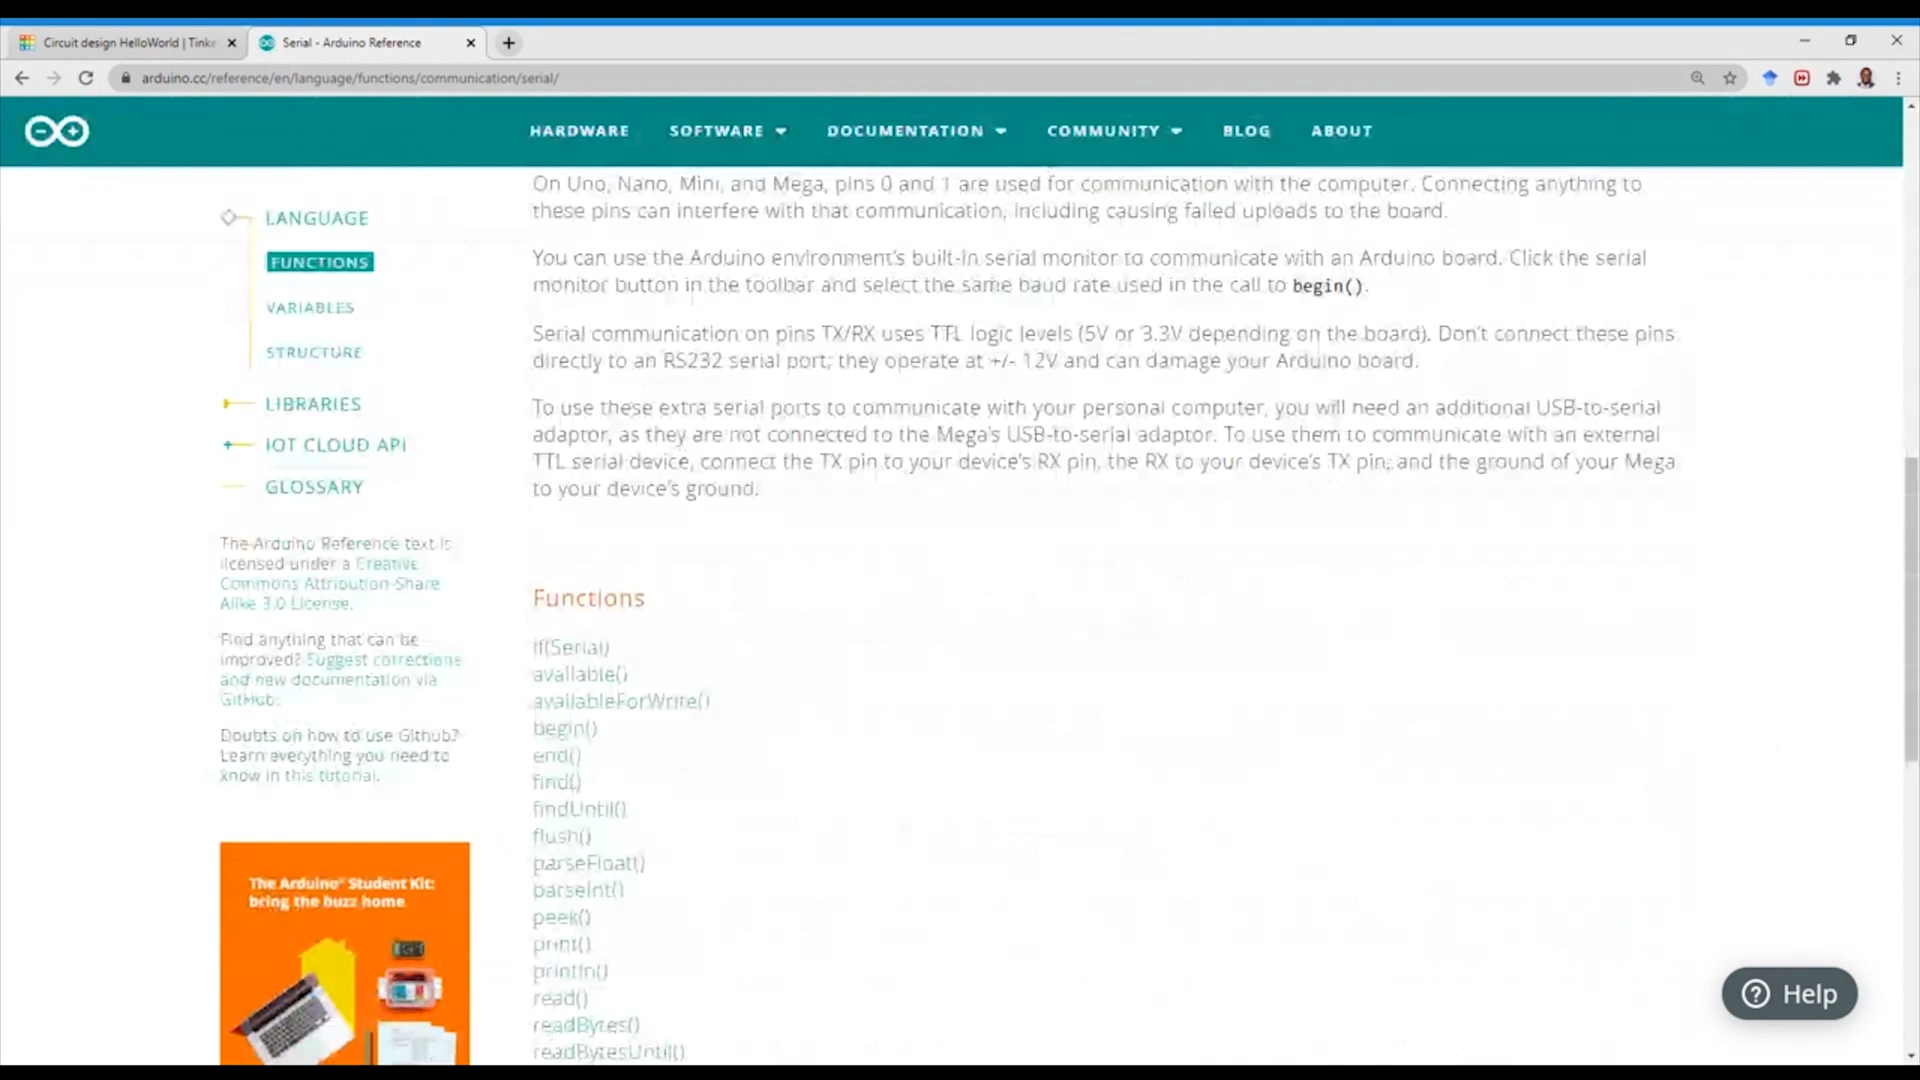 Circuit design HelloWorld | Tinke
Serial - Arduino Reference
arduino.cc/reference/en/language/functions/communication/serial/
HARDWARE SOFTWARE DOCUMENTATION COMMUNITY BLOG ABOUT
LANGUAGE
FUNCTIONS
VARIABLES
STRUCTURE
LIBRARIES
IOT CLOUD API
GLOSSARY
The Arduino Reference text is
licensed under a Creative
Commons Attribution-Share
Alike 3.0 License.
Find anything that can be
improved? Suggest corrections
and new documentation via
GitHub.
Doubts on how to use Github?
Learn everything you need to
know in this tutorial.
The Arduino® Student Kit:
bring the buzz home
On Uno, Nano, Mini, and Mega, pins 0 and 1 are used for communication with the computer. Connecting anything to
these pins can interfere with that communication, including causing failed uploads to the board.
You can use the Arduino environment's built-in serial monitor to communicate with an Arduino board. Click the serial
monitor button in the toolbar and select the same baud rate used in the call to begin().
Serial communication on pins TX/RX uses TTL logic levels (5V or 3.3V depending on the board). Don't connect these pins
directly to an RS232 serial port; they operate at +/- 12V and can damage your Arduino board.
To use these extra serial ports to communicate with your personal computer, you will need an additional USB-to-serial
adaptor, as they are not connected to the Mega's USB-to-serial adaptor. To use them to communicate with an external
TTL serial device, connect the TX pin to your device's RX pin, the RX to your device's TX pin, and the ground of your Mega
to your device's ground.
Functions
if(Serial)
available()
availableForWrite()
begin()
end()
find()
findUntil()
flush()
parseFloat()
parseInt()
peek()
print()
println()
read()
readBytes()
readBytesUntil()
Help